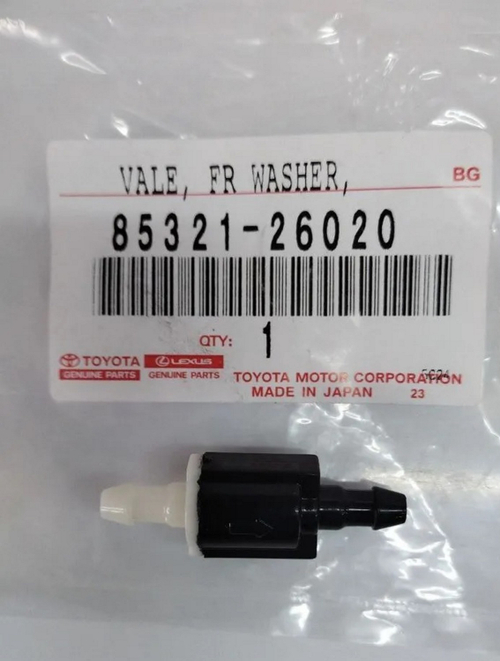 VALE, FR WASHER,
BG
85321-26020
QTY: 1
TOYOTA LEXUS
GENUINE PARTS GENUINE PARTS
TOYOTA MOTOR CORPORATION
MADE IN JAPAN 23